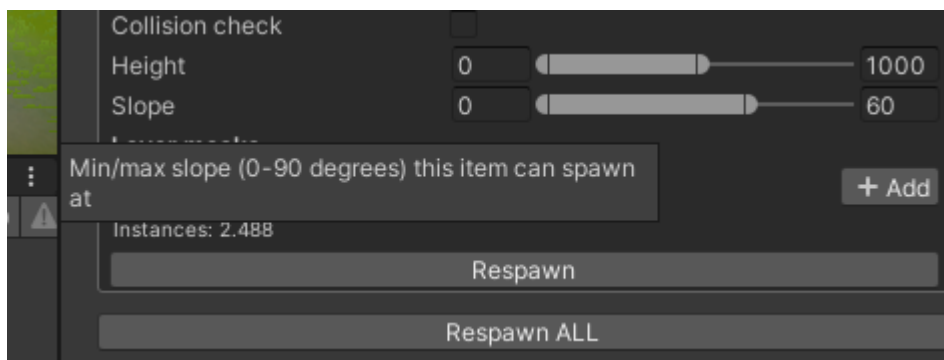 Collision check
Height 0 1000
Slope 0 60
Min/max slope (0-90 degrees) this item can spawn
at
+ Add
Instances: 2.488
Respawn
Respawn ALL